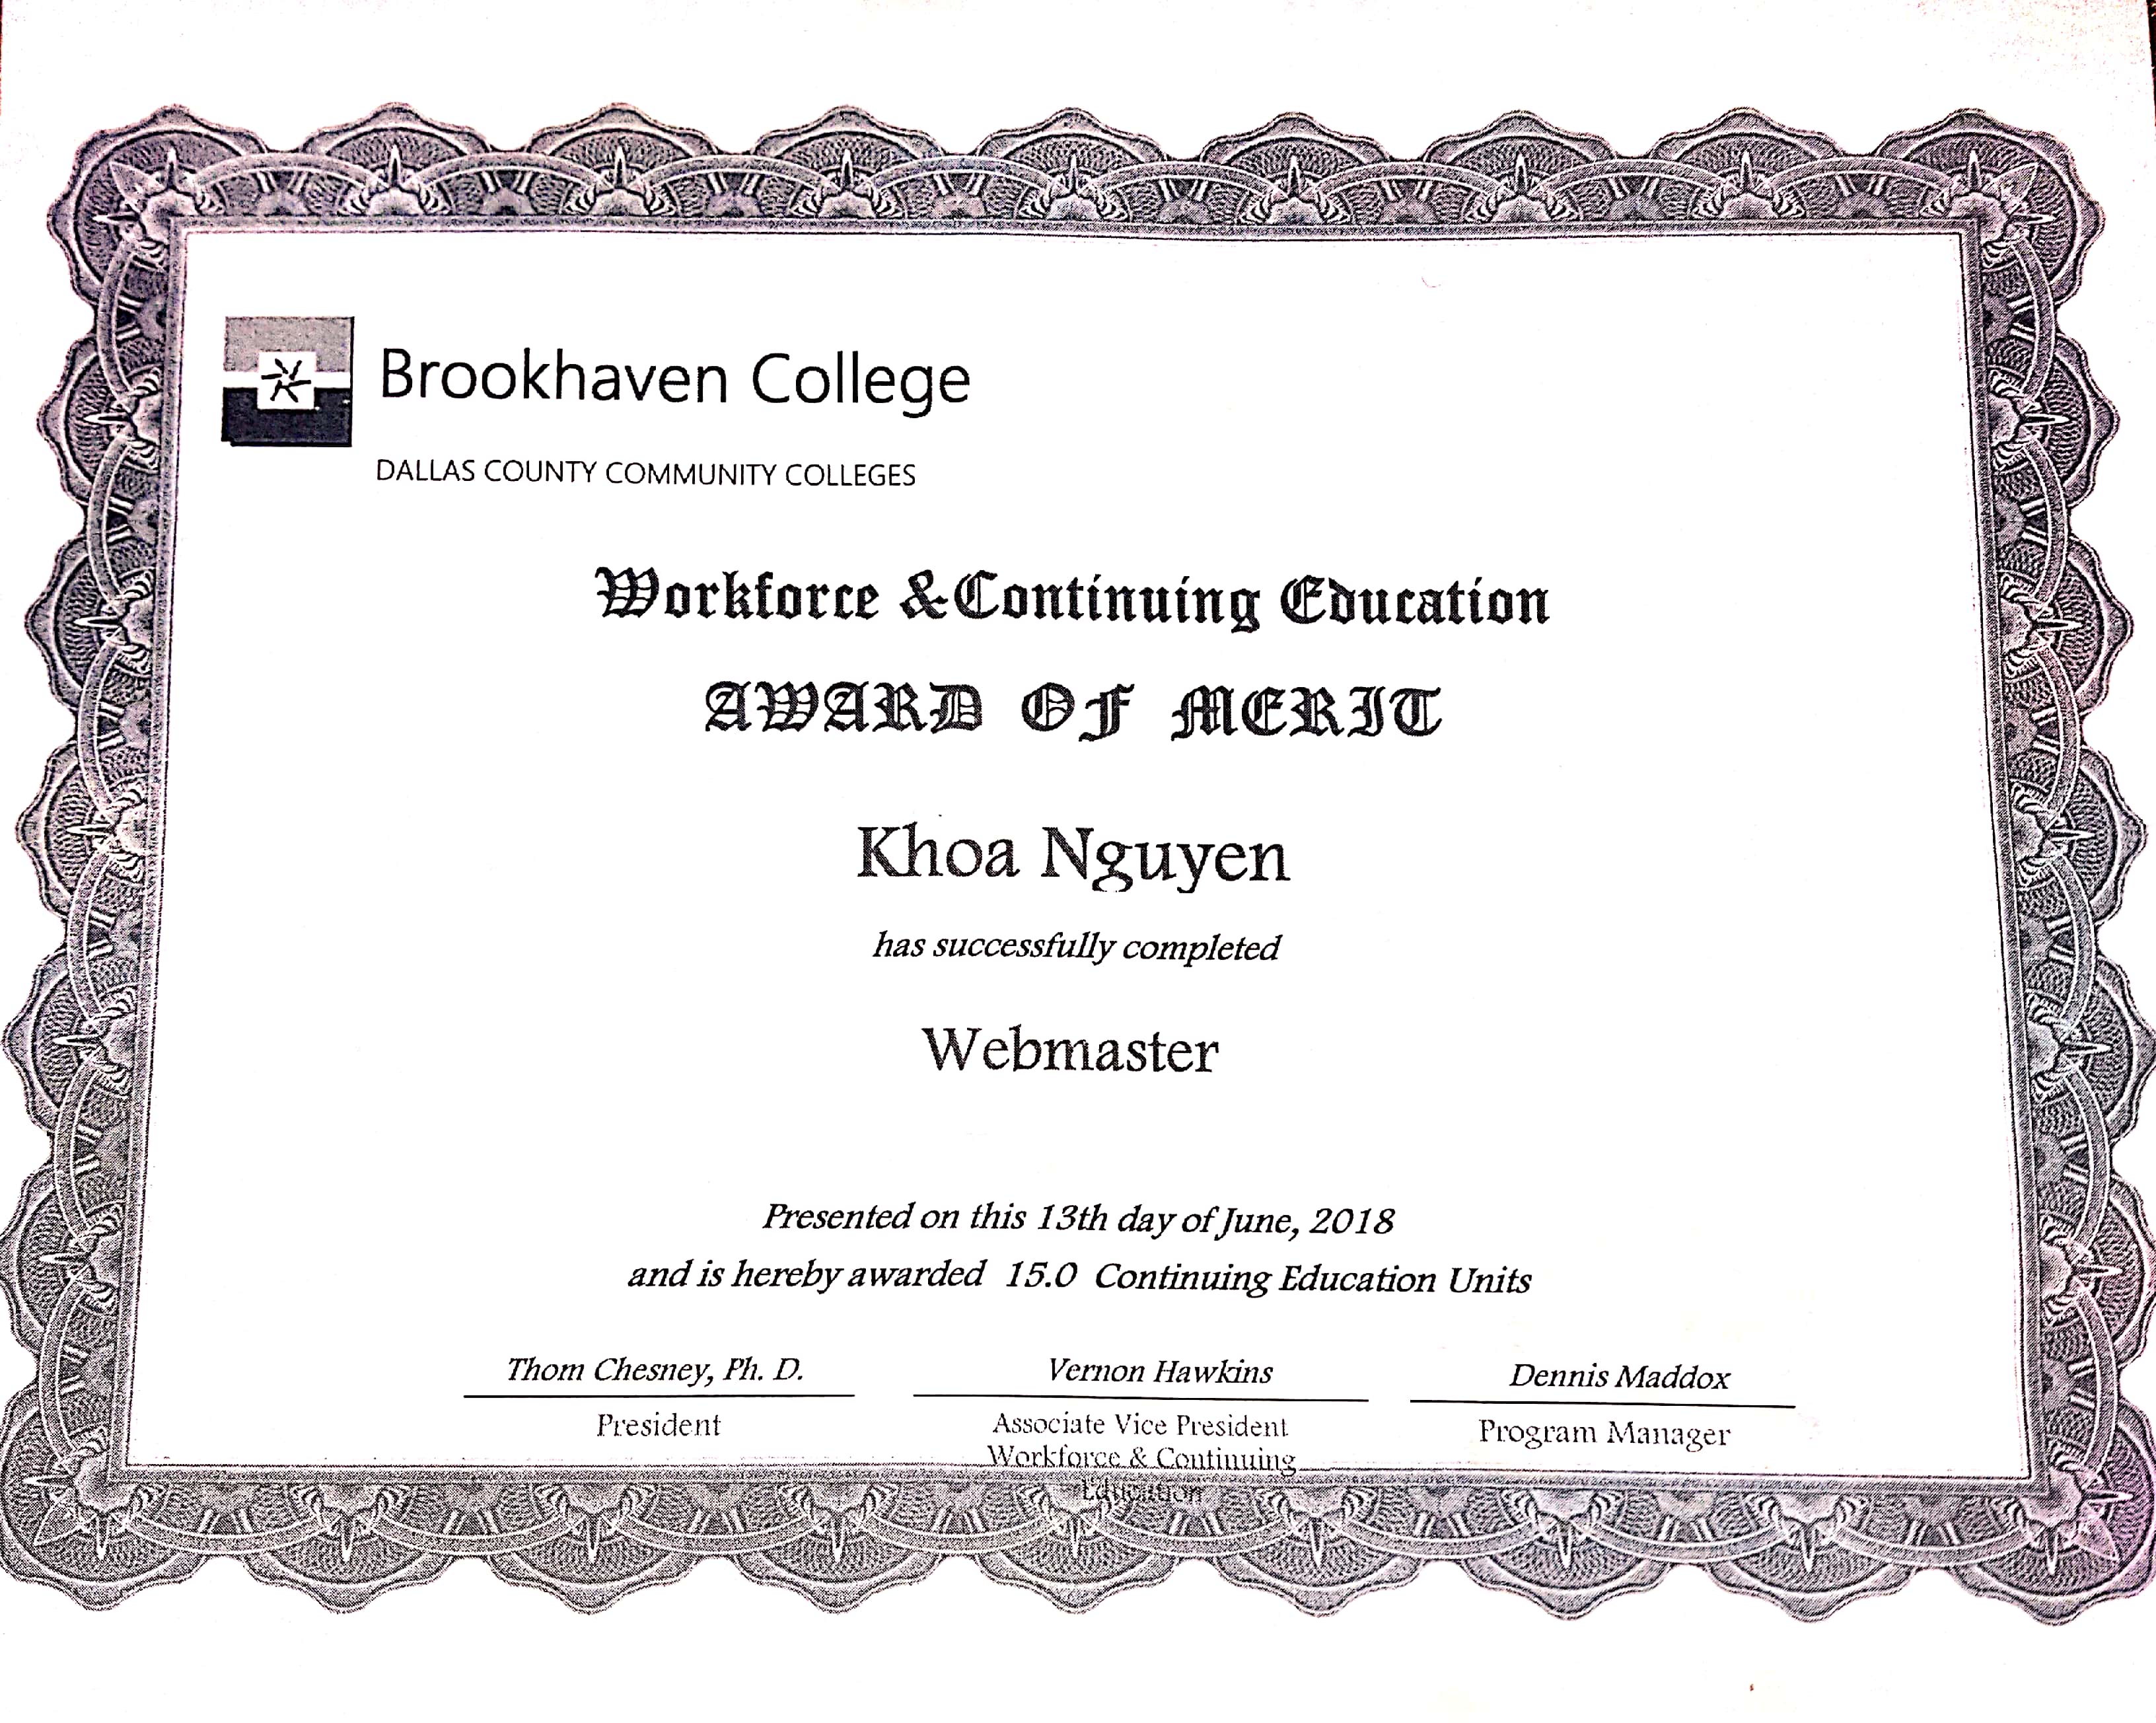 Brookhaven College
DALLAS COUNTY COMMUNITY COLLEGES
Workforce &Continuing Education
AWARD OF MERIT
Khoa Nguyen
has successfully completed
Webmaster
Presented on this 13th day of June, 2018
and is hereby awarded 15.0 Continuing Education Units
Thom Chesney, Ph. D.
President
Vernon Hawkins
Associate Vice President
Workforce & Continuing
Education
Dennis Maddox
Program Manager